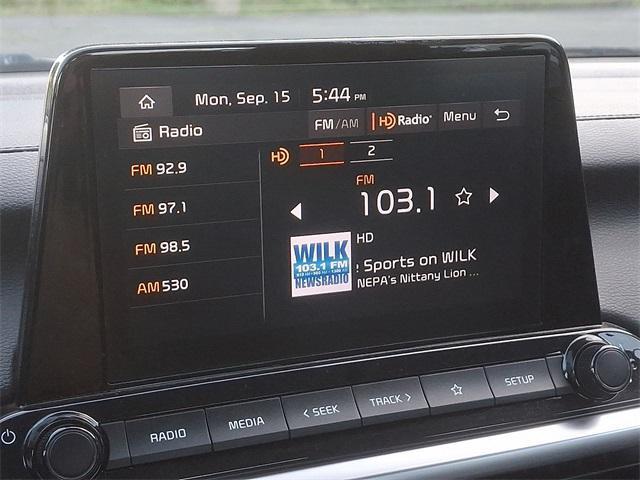 Mon, Sep. 15 5:44 PM
Radio FM/AM HD Radio® Menu
FM 92.9
FM 97.1
FM 98.5
AM 530
HD 1 2
FM
103.1
HD
WILK
103.1 FM
NEWSRADIO
: Sports on WILK
NEPA's Nittany Lion ...
RADIO MEDIA < SEEK TRACK > SETUP